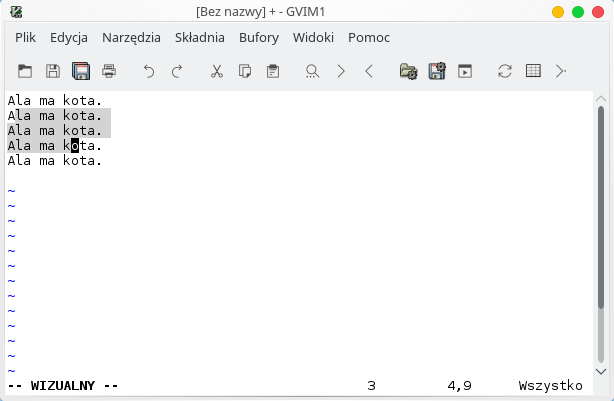 [Bez nazwy] + - GVIM1
Plik Edycja Narzędzia Składnia Bufory Widoki Pomoc
Ala ma kota.
Ala ma kota.
Ala ma kota.
Ala ma kota.
Ala ma kota.
~
~
~
~
~
~
~
~
~
~
~
~
~
-- WIZUALNY -- 3 4,9 Wszystko